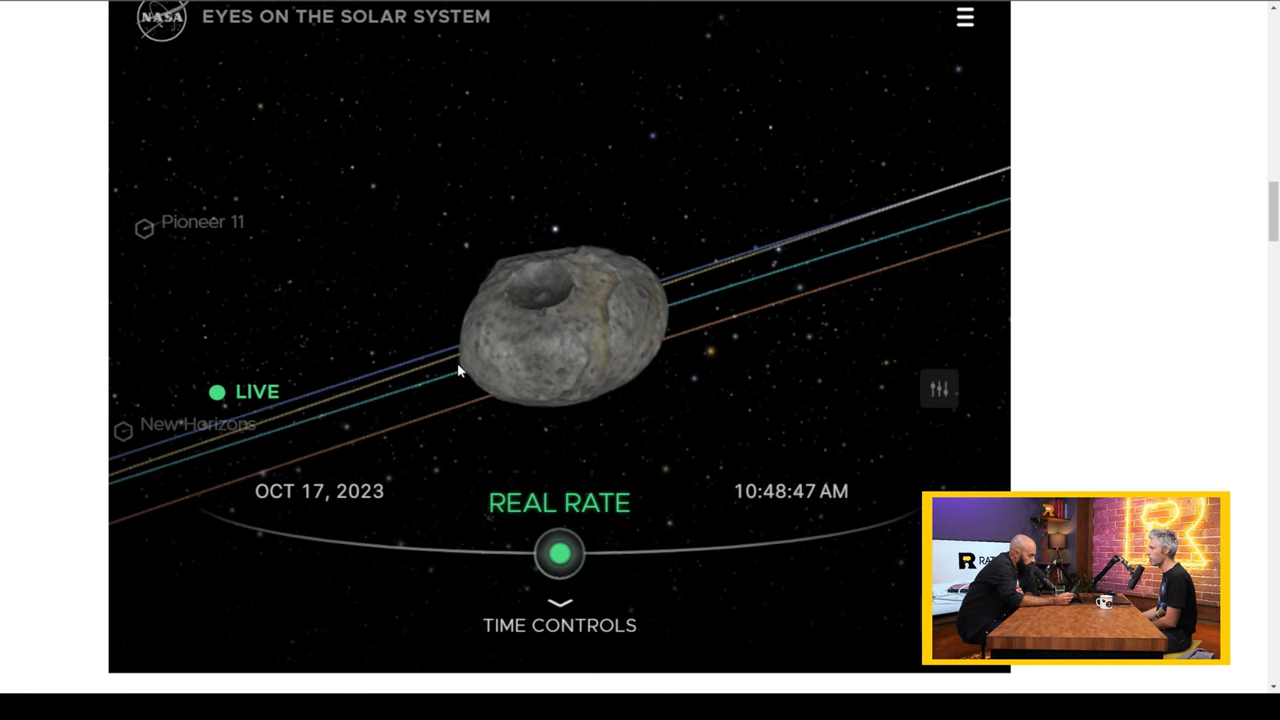 NASA
EYES ON THE SOLAR SYSTEM
Pioneer 11
LIVE
New Horizons
OCT 17, 2023
REAL RATE
10:48:47 AM
TIME CONTROLS
R